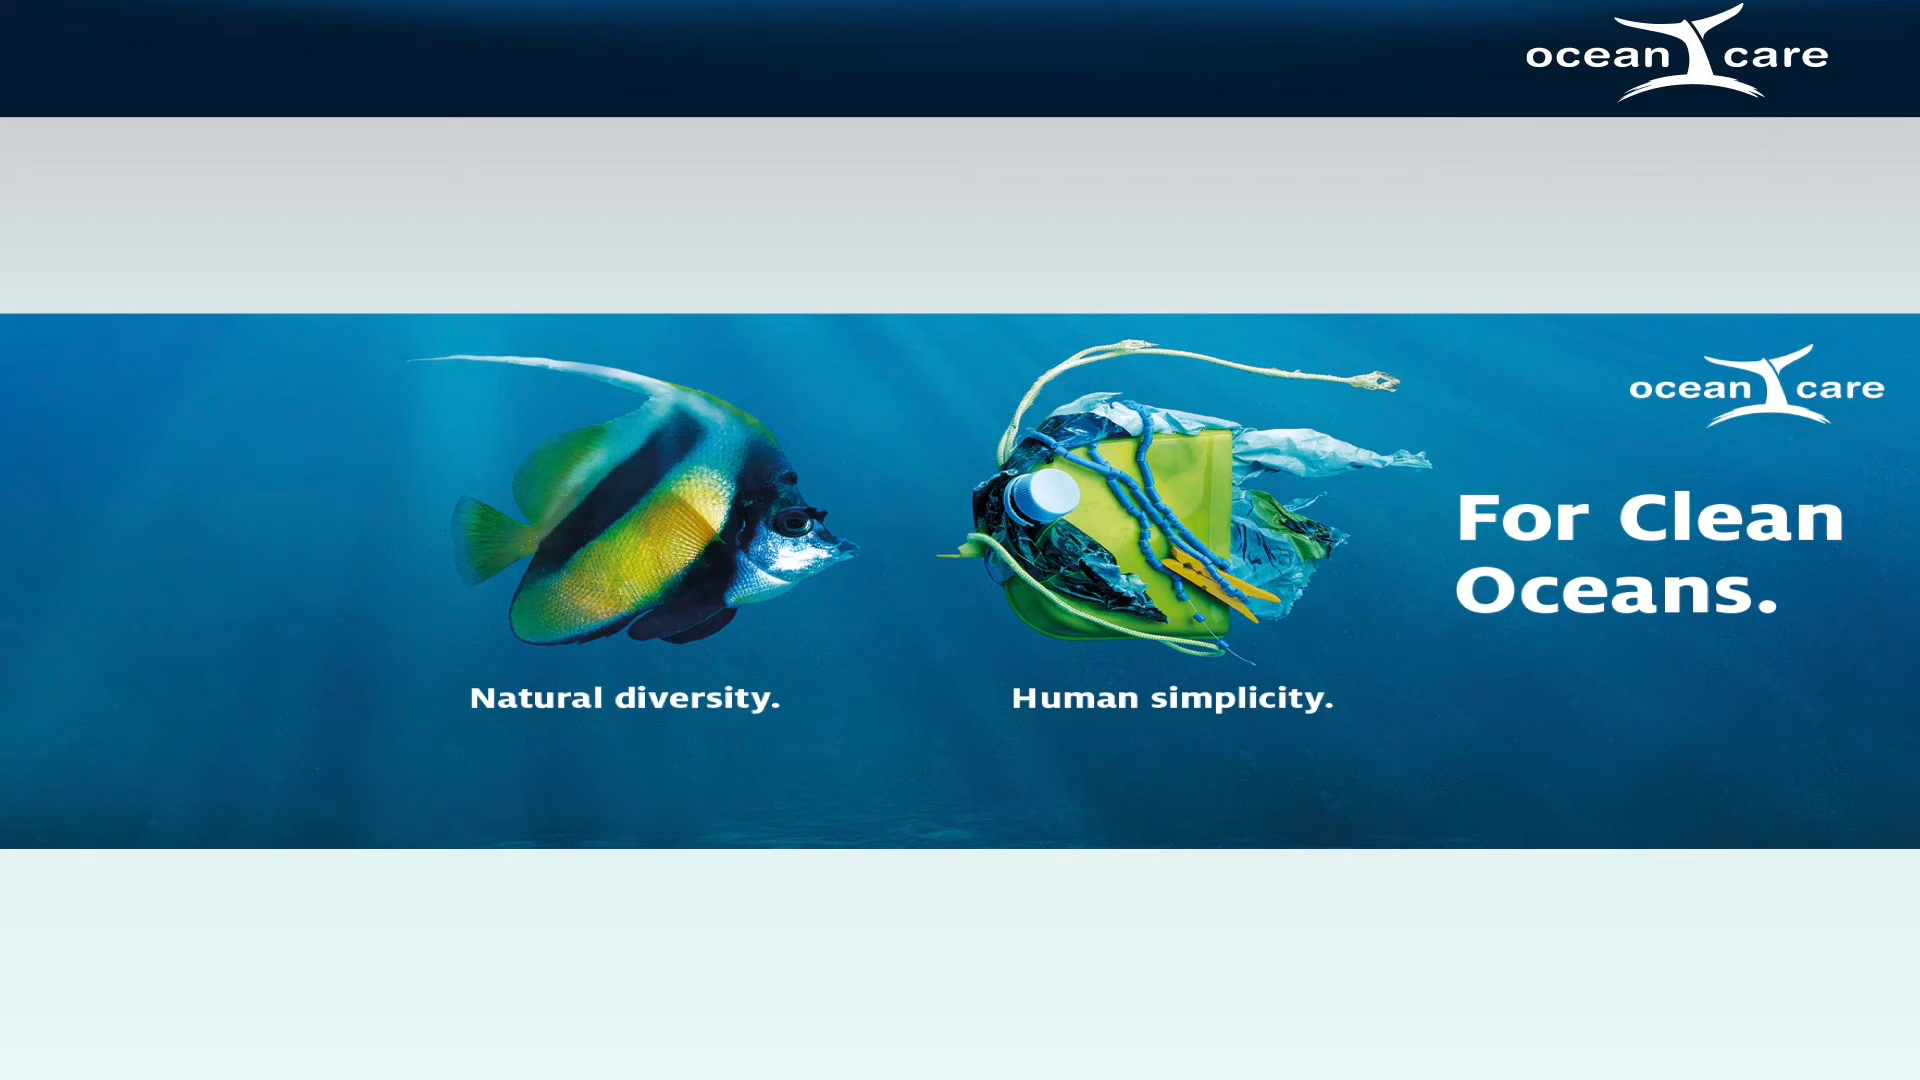 ocean care
ocean care
For Clean
Oceans.
Natural diversity.
Human simplicity.